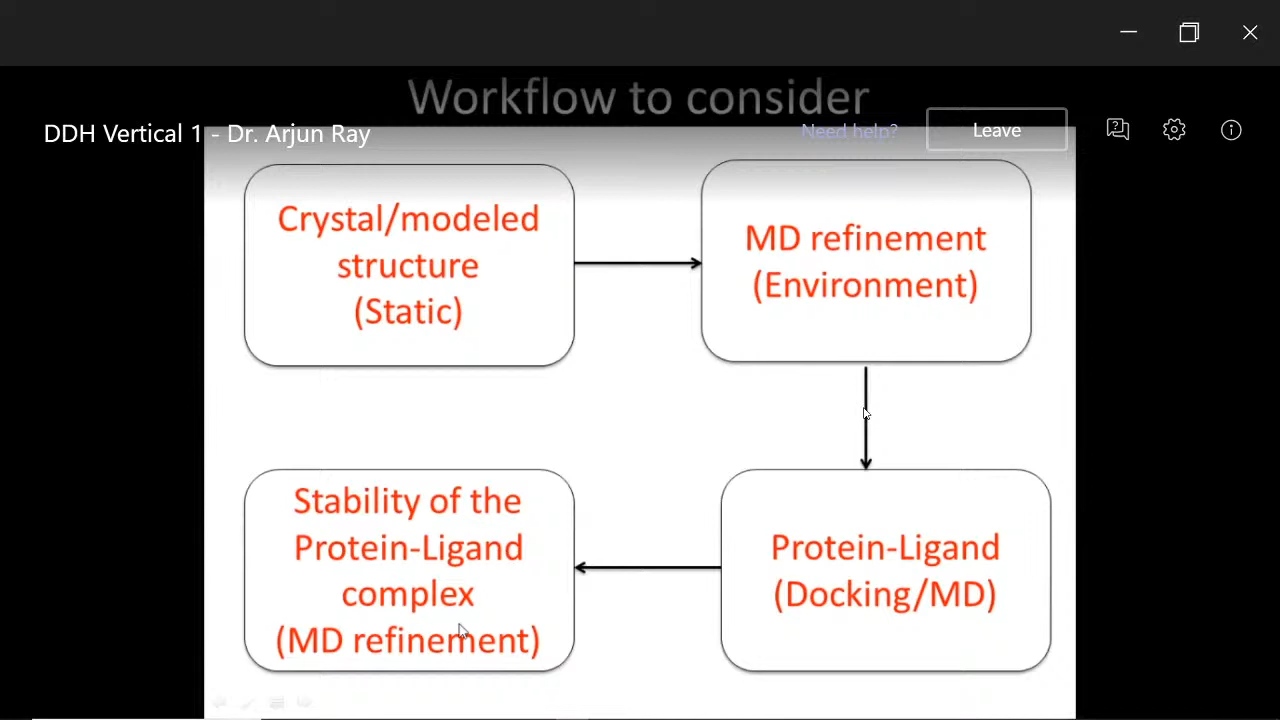 Workflow to consider
DDH Vertical 1 - Dr. Arjun Ray
Need help?
Leave
Crystal/modeled
structure
(Static)
MD refinement
(Environment)
Stability of the
Protein-Ligand
complex
(MD refinement)
Protein-Ligand
(Docking/MD)